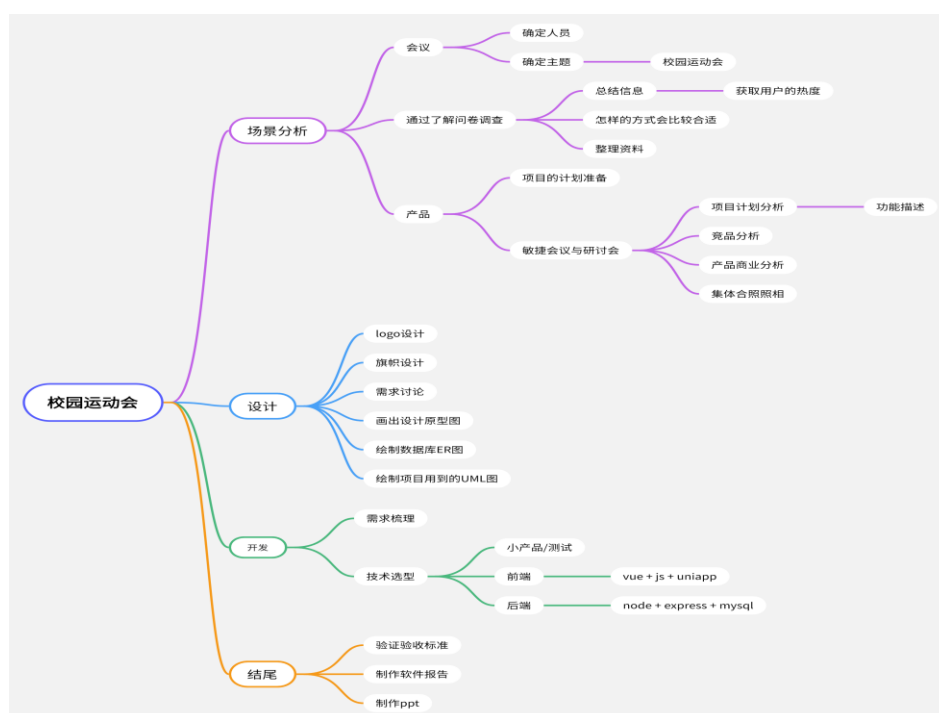 校园运动会
场景分析
会议
确定人员
确定主题
校园运动会
通过了解问卷调查
总结信息
获取用户的热度
怎样的方式会比较合适
整理资料
产品
项目的计划准备
敏捷会议与研讨会
项目计划分析
功能描述
竞品分析
产品商业分析
集体合照照相
设计
logo设计
旗帜设计
需求讨论
画出设计原型图
绘制数据库ER图
绘制项目用到的UML图
开发
需求梳理
技术选型
小产品/测试
前端
vue + js + uniapp
后端
node + express + mysql
结尾
验证验收标准
制作软件报告
制作ppt